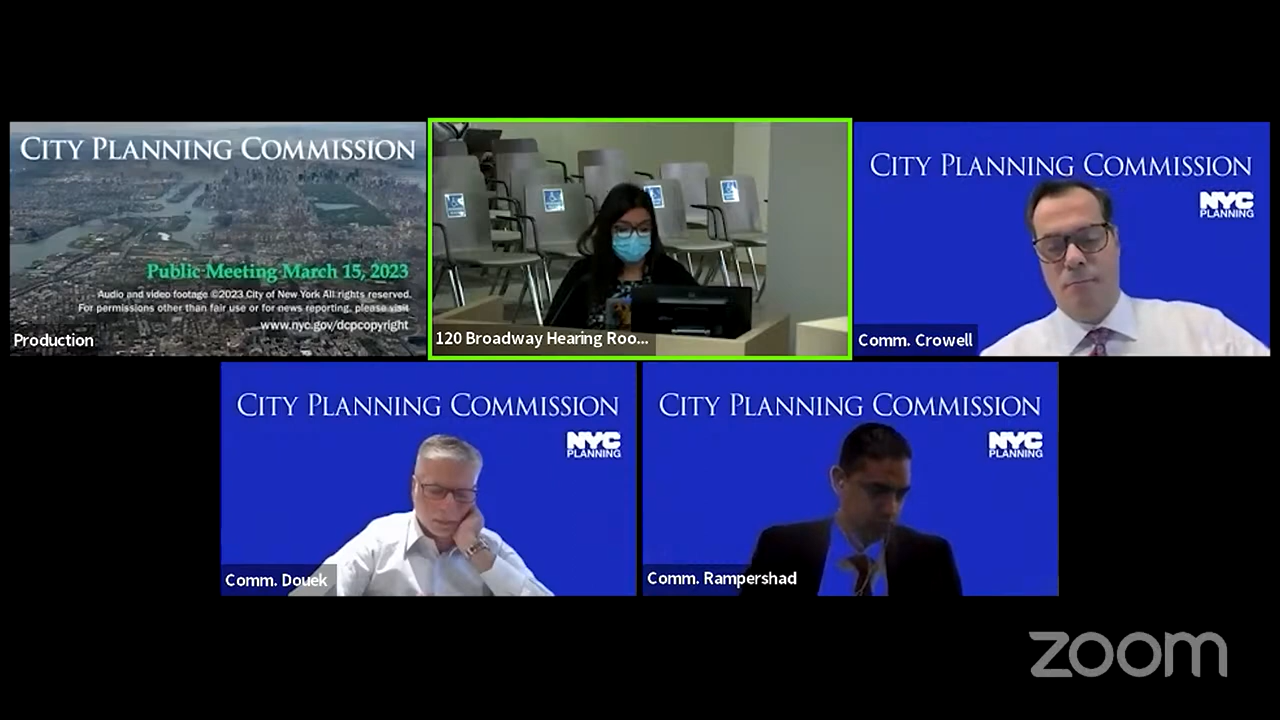 CITY PLANNING COMMISSION
Public Meeting March 15, 2023
Audio and video footage ©2023 City of New York All rights reserved.
For permissions other than fair use or for news reporting, please visit
www.nyc.gov/dcpcopyright
Production
120 Broadway Hearing Roo...
CITY PLANNING COMMISSION
NYC
PLANNING
Comm. Crowell
CITY PLANNING COMMISSION
NYC
PLANNING
Comm. Douek
CITY PLANNING COMMISSION
NYC
PLANNING
Comm. Rampershad
zoom